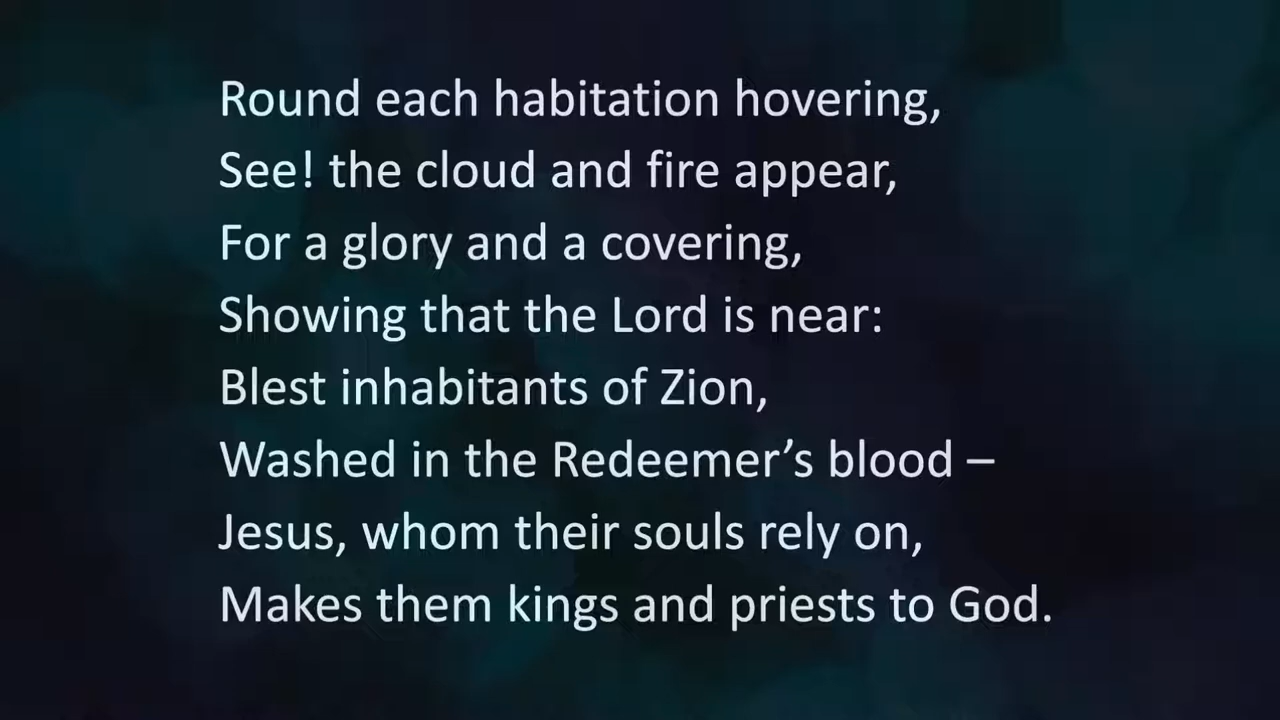 Round each habitation hovering,
See! the cloud and fire appear,
For a glory and a covering,
Showing that the Lord is near:
Blest inhabitants of Zion,
Washed in the Redeemer’s blood –
Jesus, whom their souls rely on,
Makes them kings and priests to God.